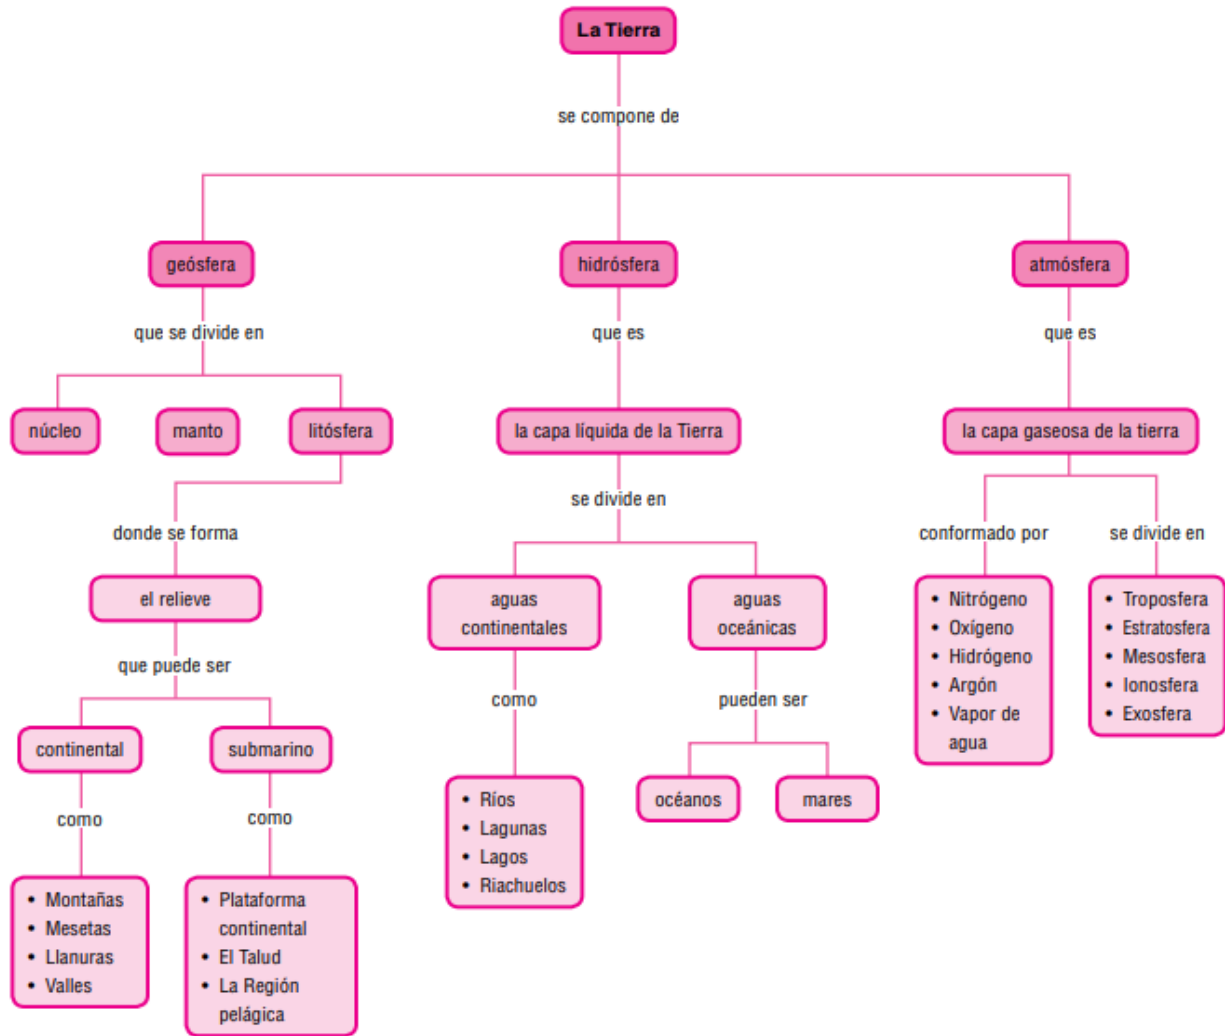 La Tierra
se compone de
geósfera
hidrósfera
atmósfera
que se divide en
que es
que es
núcleo
manto
litósfera
la capa líquida de la Tierra
la capa gaseosa de la tierra
donde se forma
se divide en
conformado por
se divide en
el relieve
aguas
continentales
aguas
oceánicas
• Nitrógeno
• Oxígeno
• Hidrógeno
• Argón
• Vapor de
agua
• Troposfera
• Estratosfera
• Mesosfera
• Ionosfera
• Exosfera
que puede ser
como
pueden ser
continental
submarino
océanos
mares
como
como
• Ríos
• Lagunas
• Lagos
• Riachuelos
• Montañas
• Mesetas
• Llanuras
• Valles
• Plataforma
continental
• El Talud
• La Región
pelágica